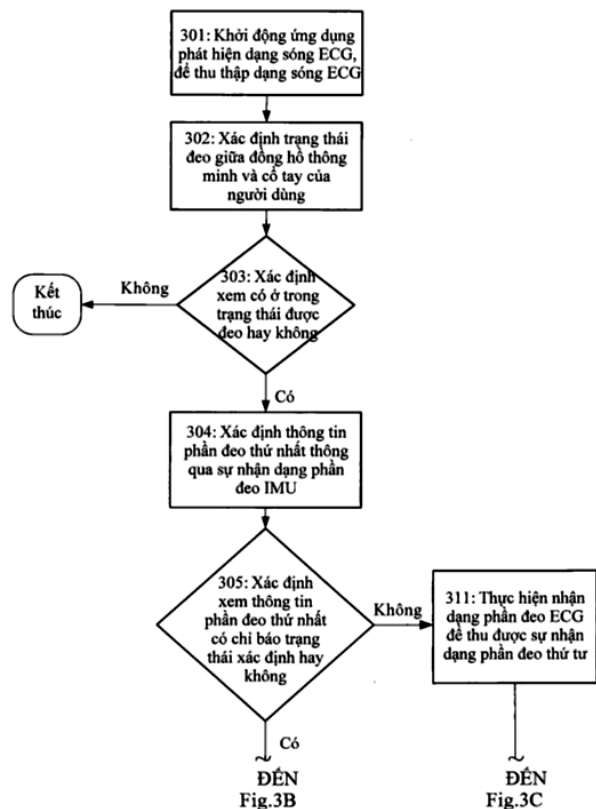 301: Khởi động ứng dụng
phát hiện dạng sóng ECG,
để thu thập dạng sóng ECG
302: Xác định trạng thái
đeo giữa đồng hồ thông
minh và cổ tay của
người dùng
303: Xác định
xem có ở trong
trạng thái được
đeo hay không
Không
Kết
thúc
Có
304: Xác định thông tin
phần đeo thứ nhất thông
qua sự nhận dạng phần
đeo IMU
305: Xác định
xem thông tin
phần đeo thứ nhất
có chỉ báo trạng
thái xác định hay
không
Không
311: Thực hiện nhận
dạng phần đeo ECG
để thu được sự nhận
dạng phần đeo thứ tư
Có
~
ĐẾN
Fig.3B
~
ĐẾN
Fig.3C